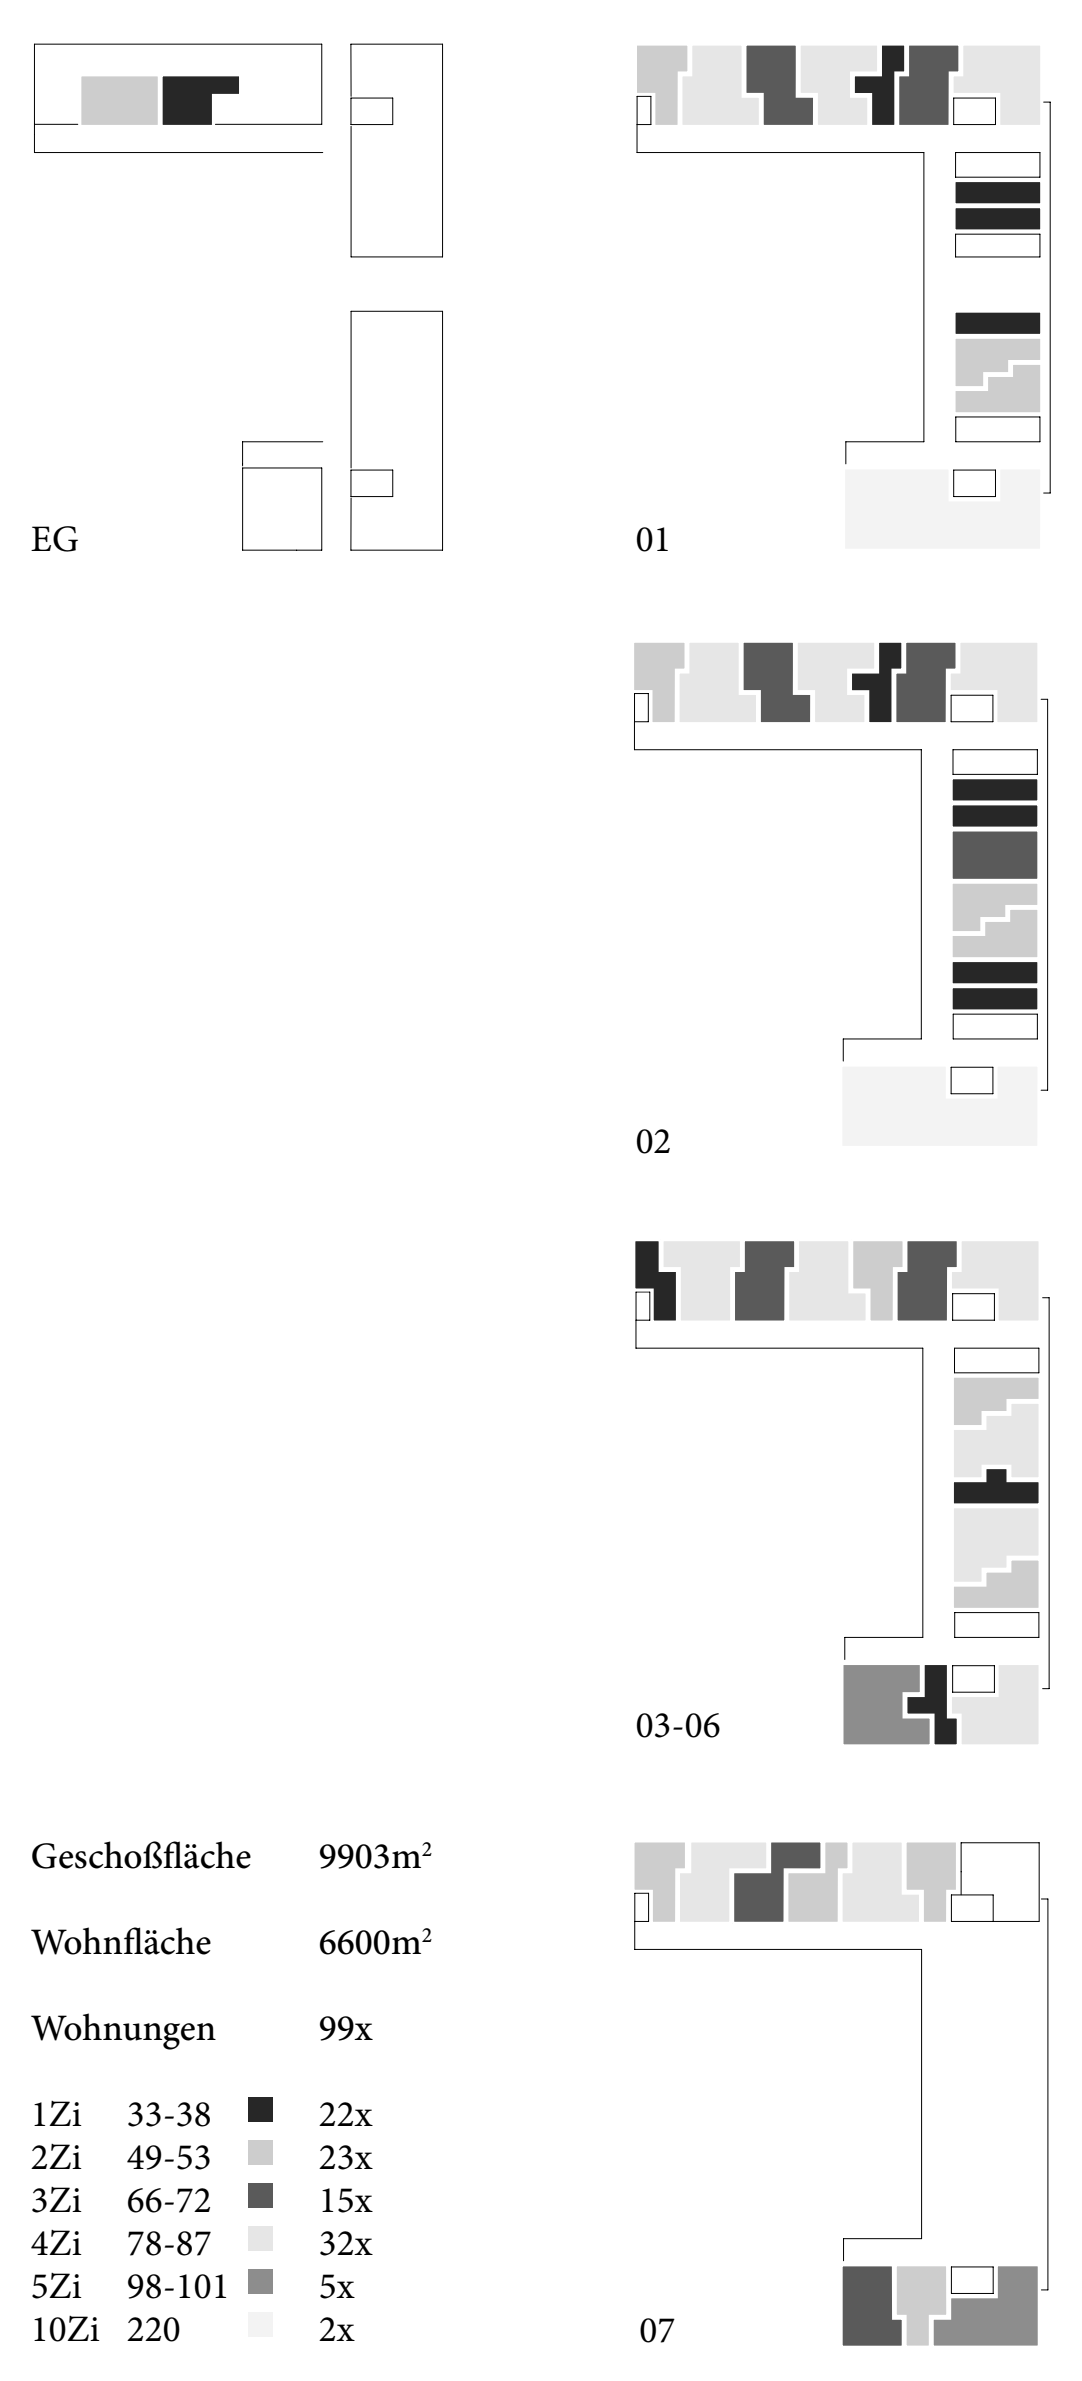 EG
01
02
03-06
Geschoßfläche 9903m²
Wohnfläche 6600m²
Wohnungen 99x
1Zi 33-38 22x
2Zi 49-53 23x
3Zi 66-72 15x
4Zi 78-87 32x
5Zi 98-101 5x
10Zi 220 2x
07